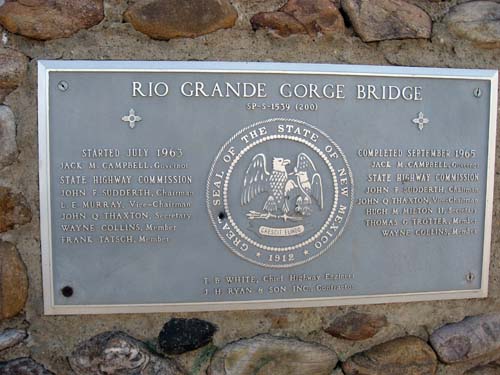 RIO GRANDE GORGE BRIDGE
SP-S-1539 (200)
STARTED JULY 1963
JACK M. CAMPBELL, Governor
STATE HIGHWAY COMMISSION
JOHN F. SUDDERTH, Chairman
L. E. MURRAY, Vice-Chairman
JOHN Q. THAXTON, Secretary
WAYNE COLLINS, Member
FRANK TATSCH, Member
GREAT SEAL OF THE STATE OF NEW MEXICO
CRESCIT EUNDO
1912
COMPLETED SEPTEMBER 1965
JACK M. CAMPBELL, Governor
STATE HIGHWAY COMMISSION
JOHN F. SUDDERTH, Chairman
JOHN Q. THAXTON, Vice-Chairman
HUGH M. MILTON II, Secretary
THOMAS G. TROTTER, Member
WAYNE COLLINS, Member
T. B. WHITE, Chief Highway Engineer
J. H. RYAN & SON INC., Contractor